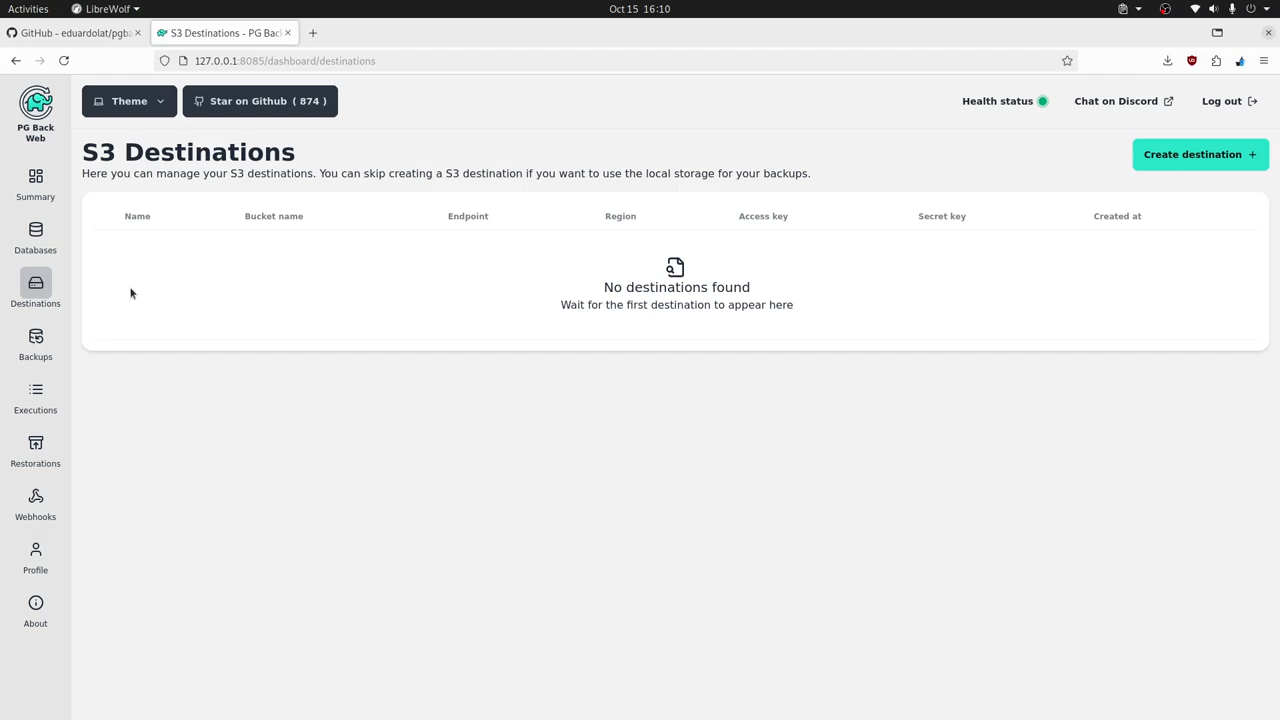 Activities
LibreWolf
Oct 15 16:10
GitHub - eduardolat/pgba
S3 Destinations - PG Bac
127.0.0.1:8085/dashboard/destinations
PG Back
Web
Theme
Star on Github ( 874 )
Health status
Chat on Discord
Log out
S3 Destinations
Here you can manage your S3 destinations. You can skip creating a S3 destination if you want to use the local storage for your backups.
Create destination +
Name Bucket name Endpoint Region Access key Secret key Created at
No destinations found
Wait for the first destination to appear here
Summary
Databases
Destinations
Backups
Executions
Restorations
Webhooks
Profile
About